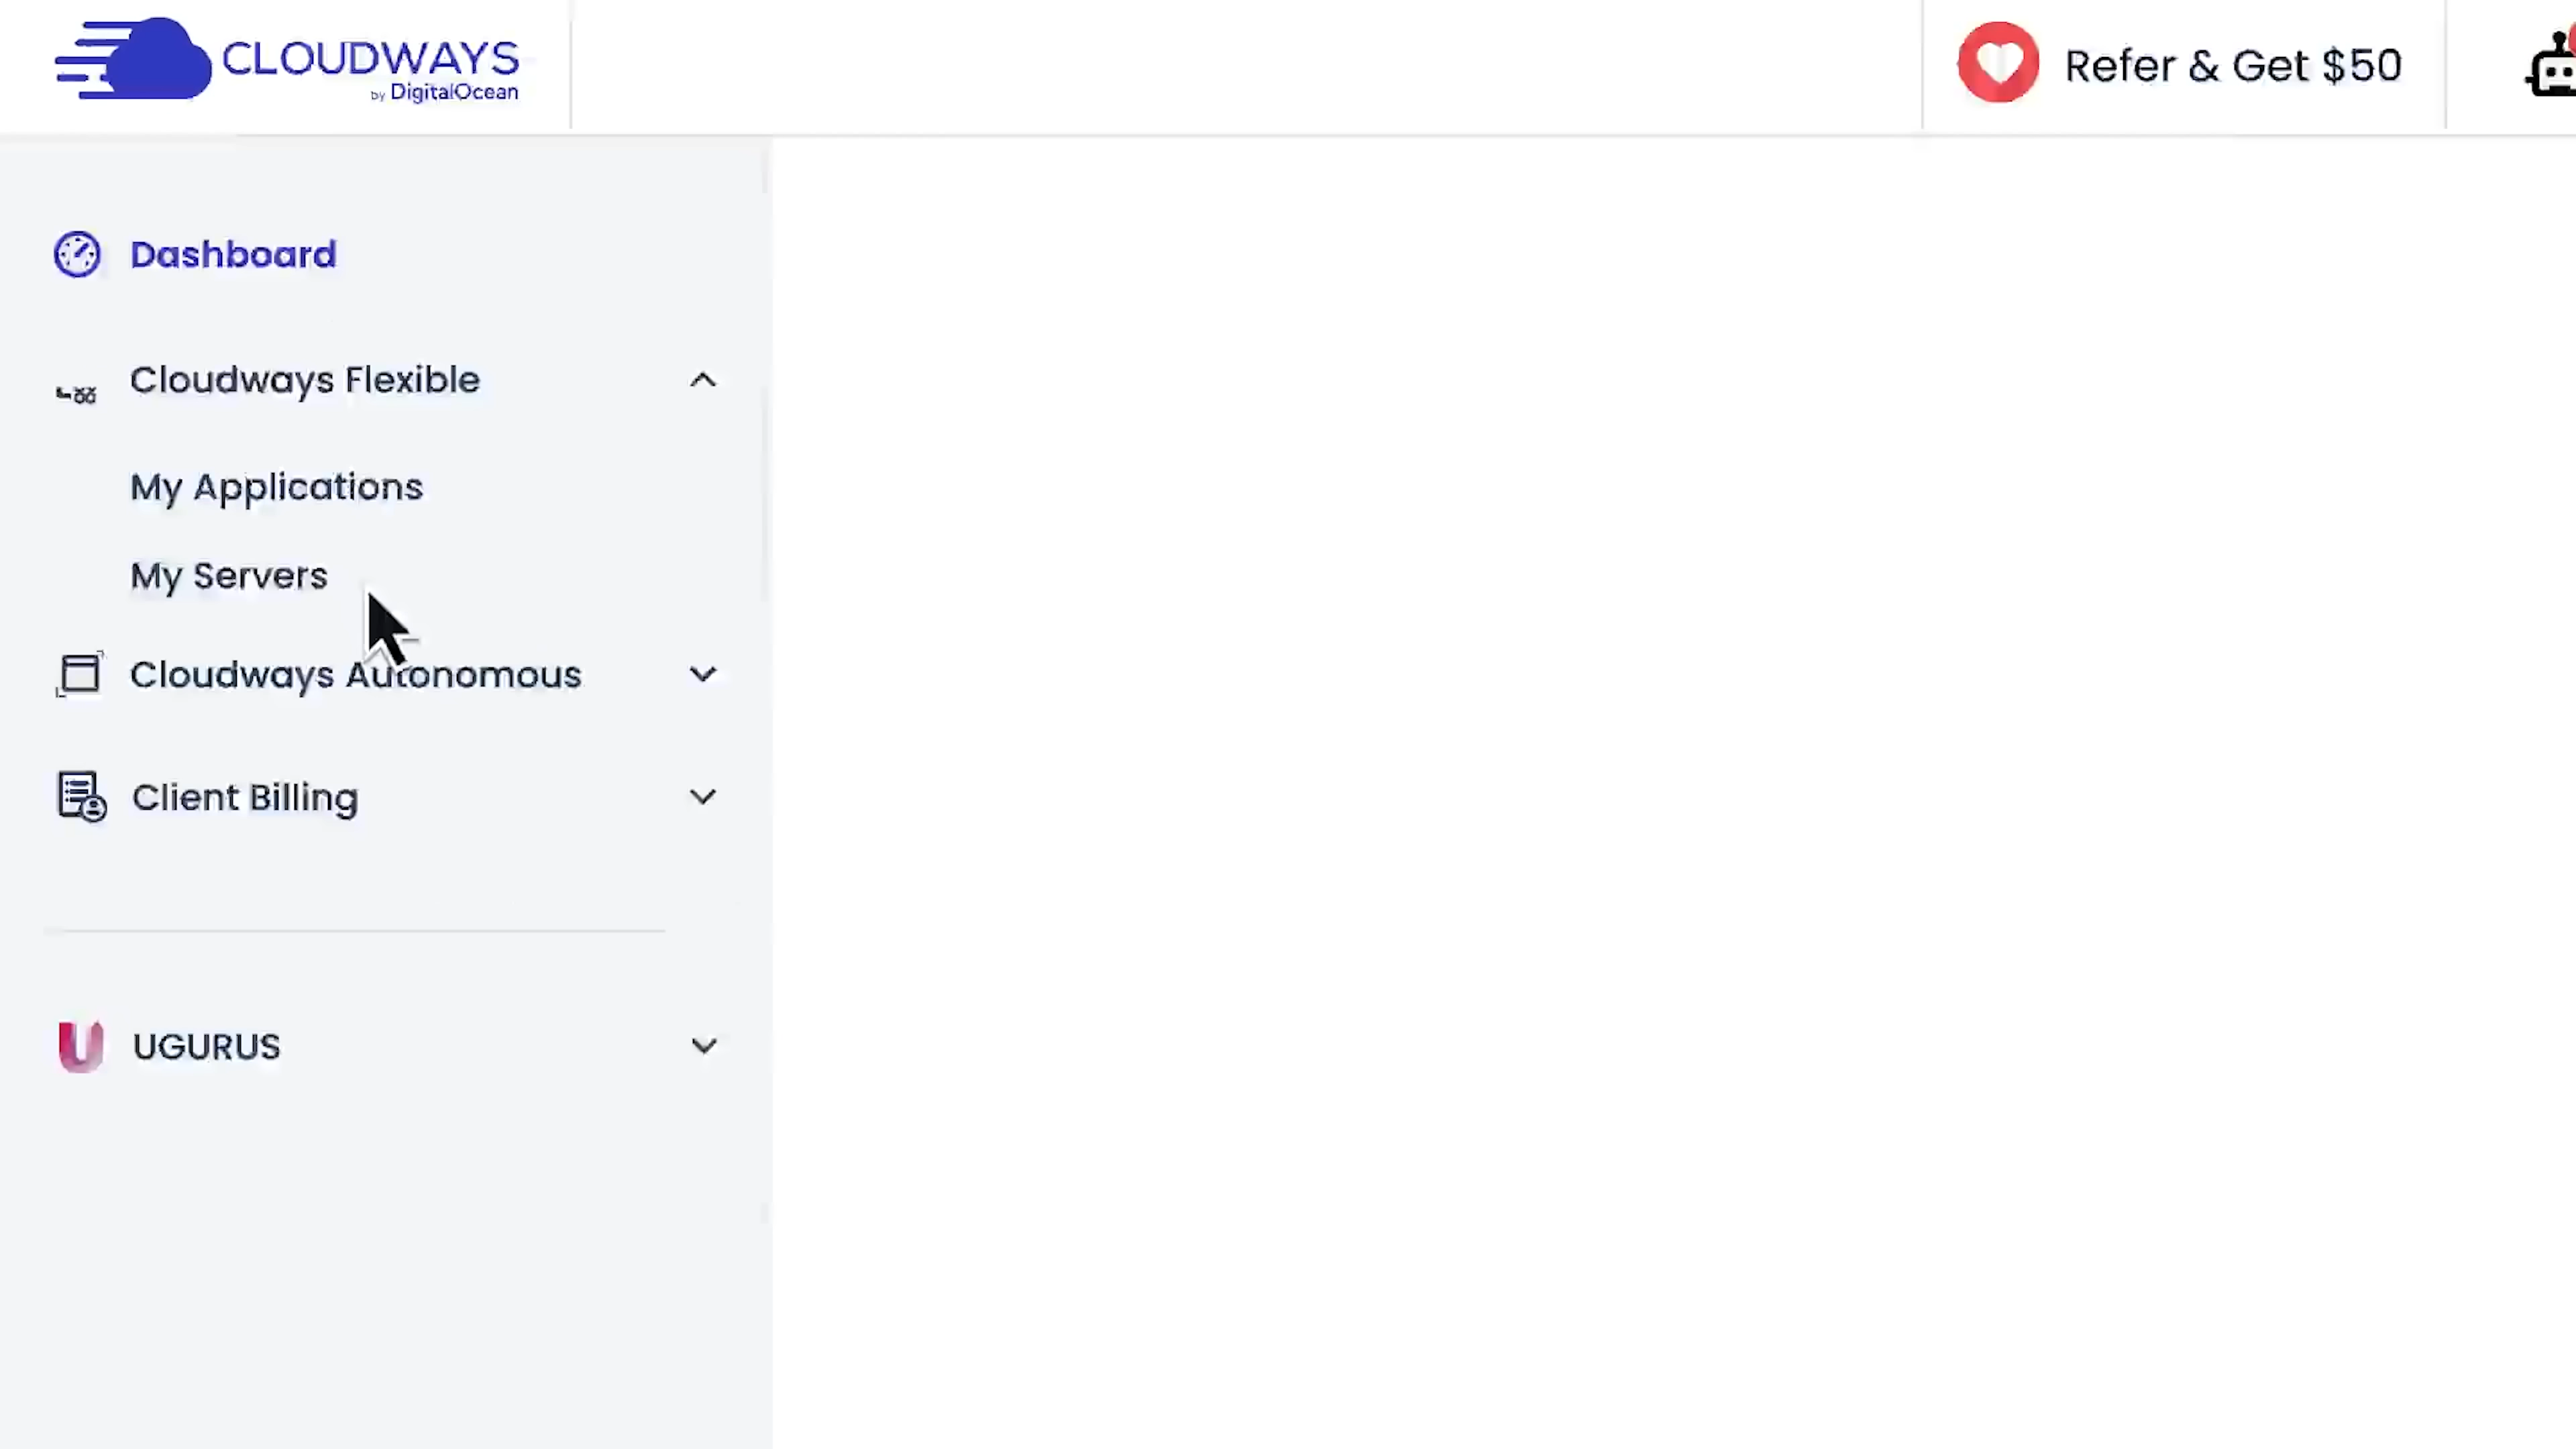 CLOUDWAYS
by DigitalOcean
Refer & Get $50
Dashboard
Cloudways Flexible
My Applications
My Servers
Cloudways Autonomous
Client Billing
UGURUS